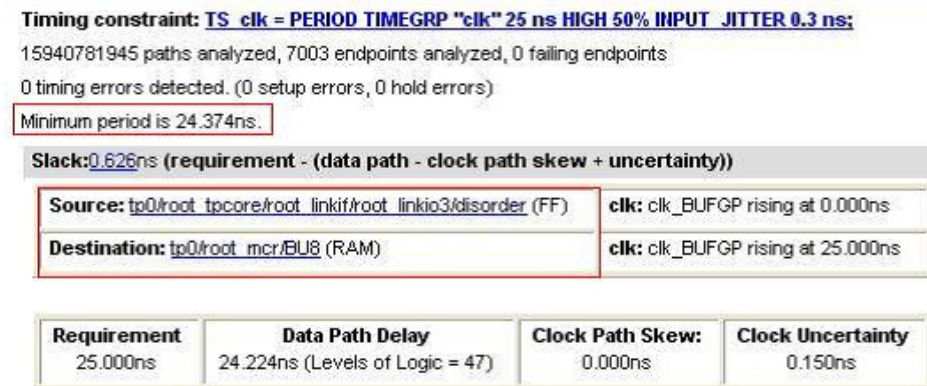 Timing constraint: TS_clk = PERIOD TIMEGRP "clk" 25 ns HIGH 50% INPUT_JITTER 0.3 ns;
15940781945 paths analyzed, 7003 endpoints analyzed, 0 failing endpoints
0 timing errors detected. (0 setup errors, 0 hold errors)
Minimum period is 24.374ns.
Slack:0.626ns (requirement - (data path - clock path skew + uncertainty))
Source: tp0/root_tpcore/root_linkif/root_linkio3/disorder (FF) clk: clk_BUFGP rising at 0.000ns
Destination: tp0/root_mcr/BU8 (RAM) clk: clk_BUFGP rising at 25.000ns
Requirement Data Path Delay Clock Path Skew: Clock Uncertainty
25.000ns 24.224ns (Levels of Logic = 47) 0.000ns 0.150ns